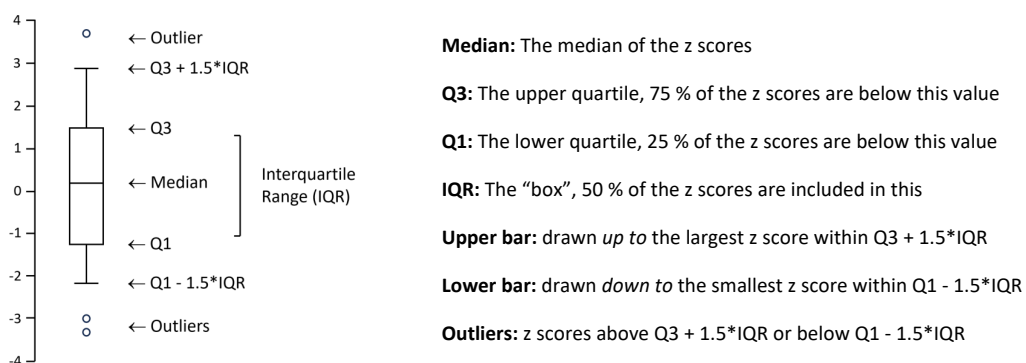 4
3
2
1
0
-1
-2
-3
-4
← Outlier
← Q3 + 1.5*IQR
← Q3
← Median
← Q1
← Q1 - 1.5*IQR
← Outliers
Interquartile
Range (IQR)
Median: The median of the z scores
Q3: The upper quartile, 75 % of the z scores are below this value
Q1: The lower quartile, 25 % of the z scores are below this value
IQR: The “box”, 50 % of the z scores are included in this
Upper bar: drawn up to the largest z score within Q3 + 1.5*IQR
Lower bar: drawn down to the smallest z score within Q1 - 1.5*IQR
Outliers: z scores above Q3 + 1.5*IQR or below Q1 - 1.5*IQR